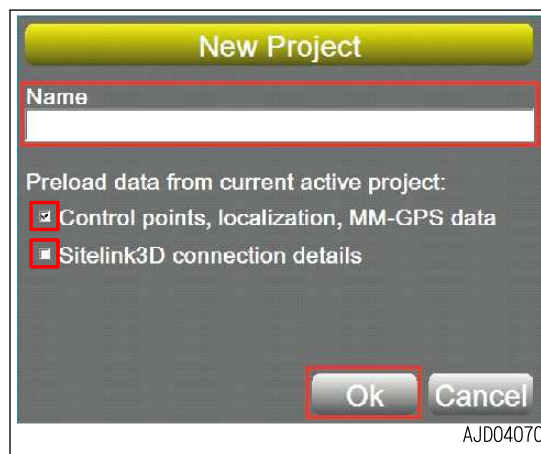 New Project
Name
Preload data from current active project:
Control points, localization, MM-GPS data
Sitelink3D connection details
Ok
Cancel
AJD04070